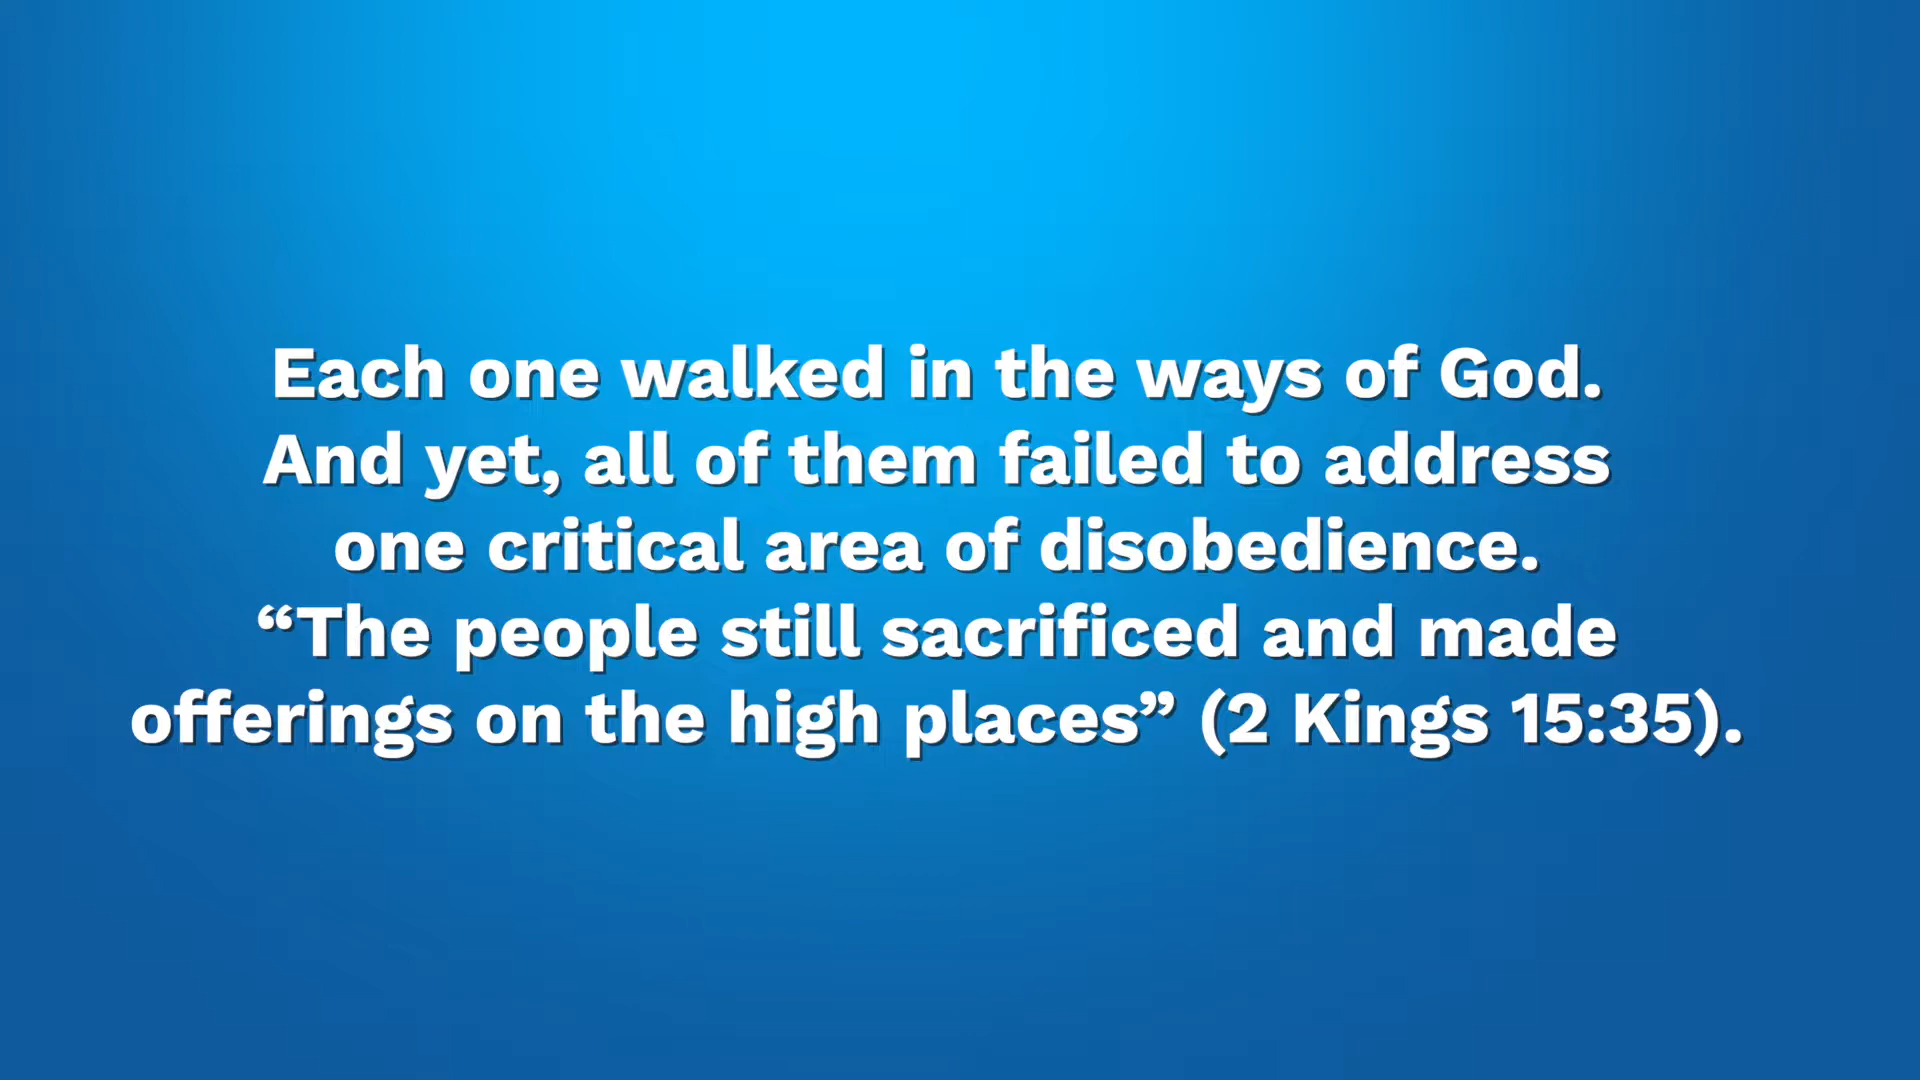 Each one walked in the ways of God.
And yet, all of them failed to address
one critical area of disobedience.
“The people still sacrificed and made
offerings on the high places” (2 Kings 15:35).